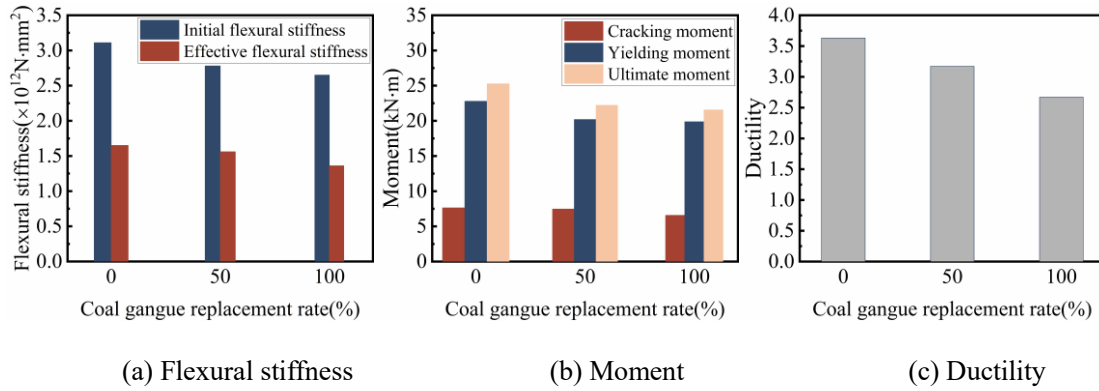 Flexural stiffness(×10¹²N·mm²)
3.5
3.0
2.5
2.0
1.5
1.0
0.5
0.0
Initial flexural stiffness
Effective flexural stiffness
0 50 100
Coal gangue replacement rate(%)
(a) Flexural stiffness
Moment(kN·m)
35
30
25
20
15
10
5
0
Cracking moment
Yielding moment
Ultimate moment
0 50 100
Coal gangue replacement rate(%)
(b) Moment
Ductility
4.0
3.5
3.0
2.5
2.0
1.5
1.0
0.5
0.0
0 50 100
Coal gangue replacement rate(%)
(c) Ductility